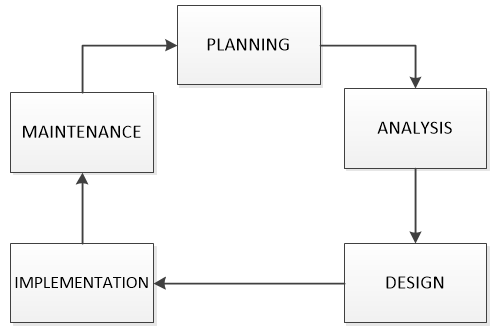 PLANNING
ANALYSIS
DESIGN
IMPLEMENTATION
MAINTENANCE